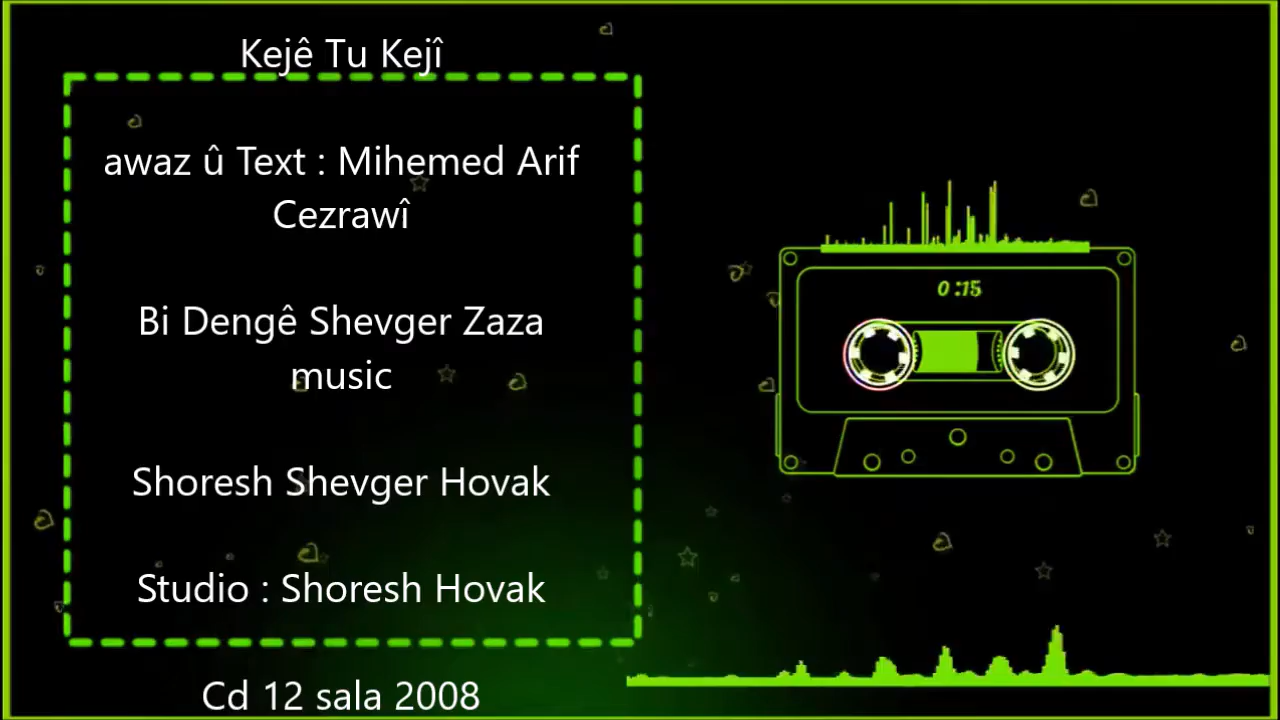 Kejê Tu Kejî
awaz û Text : Mihemed Arif
Cezrawî
Bi Dengê Shevger Zaza
music
Shoresh Shevger Hovak
Studio : Shoresh Hovak
Cd 12 sala 2008
0:15